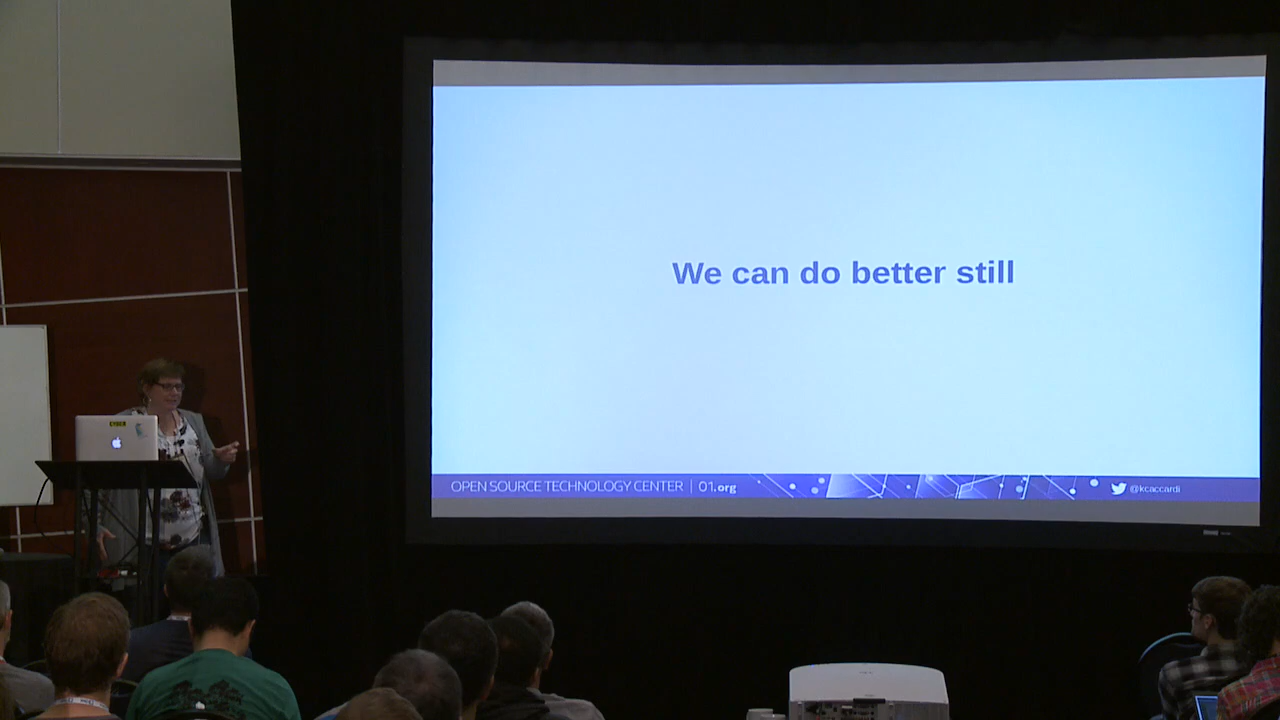 We can do better still
OPEN SOURCE TECHNOLOGY CENTER | 01.org
@kcaccardi